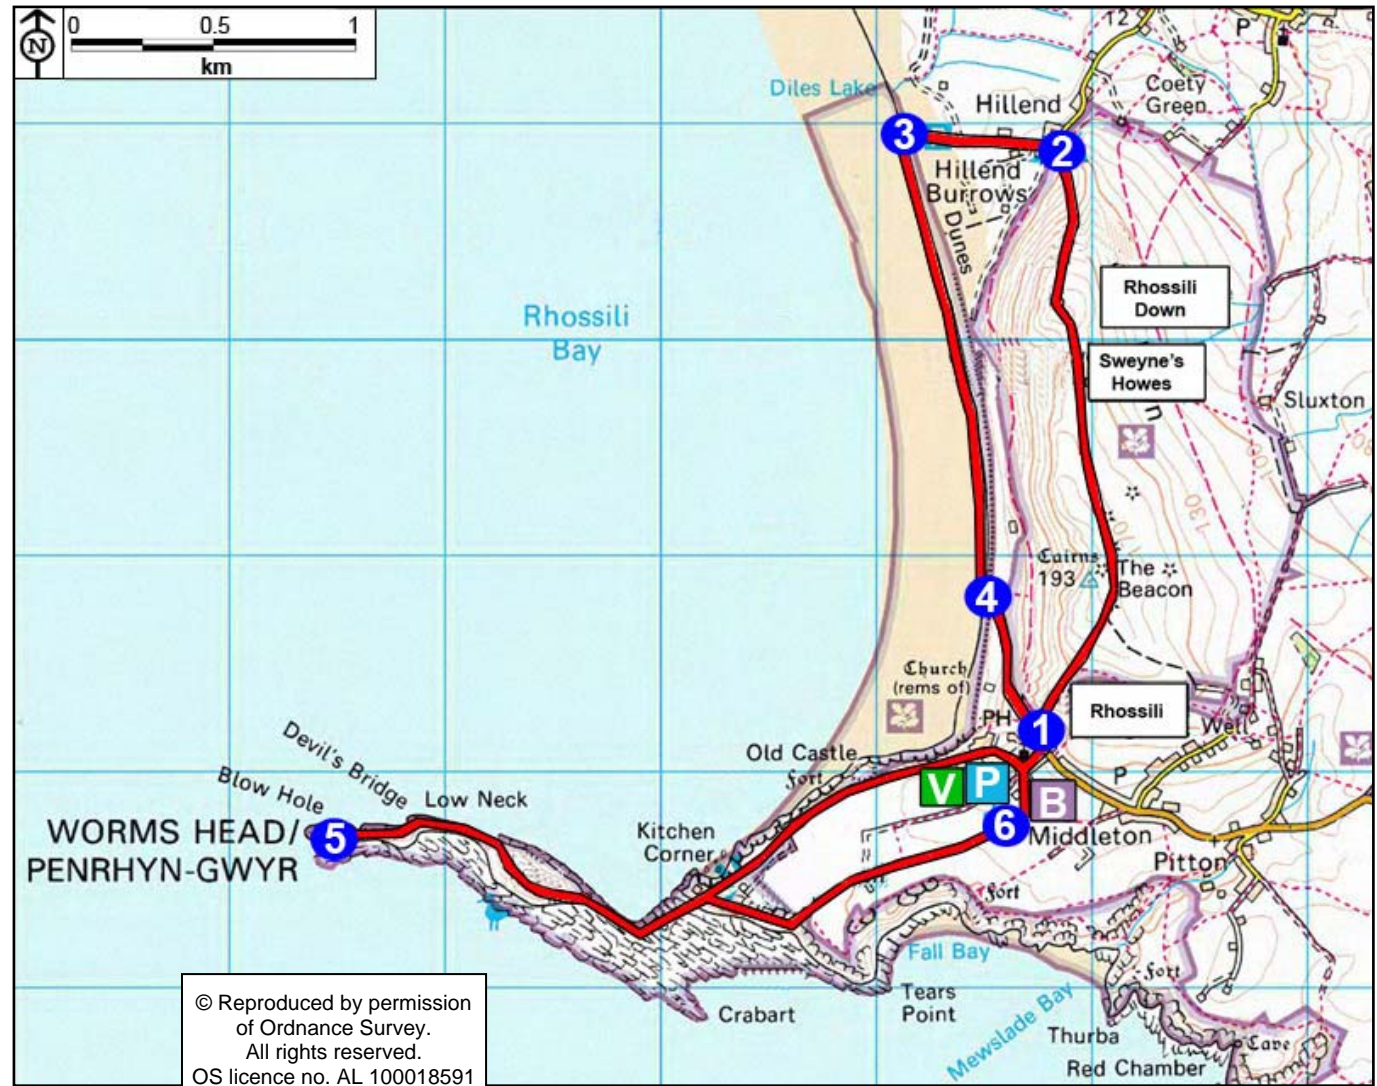 0 0.5 1
km
N
12
P
Diles Lake
Hillend
Coety
Green
3
2
Hillend
Burrows
Dunes
Rhossili
Down
Rhossili
Bay
Sweyne's
Howes
n
Sluxton
100
130
Cairns
193
The
Beacon
4
Church
(rems of)
Rhossili
PH
1
Well
Old Castle
fort
P
V
P
B
Devil's Bridge
Blow Hole
Low Neck
WORMS HEAD/
PENRHYN-GWYR
5
Kitchen
Corner
6
Middleton
Pitton
fort
Fall Bay
Fort
Tears
Point
Crabart
Mewslade Bay
Thurba
Red Chamber
Cave
© Reproduced by permission
of Ordnance Survey.
All rights reserved.
OS licence no. AL 100018591